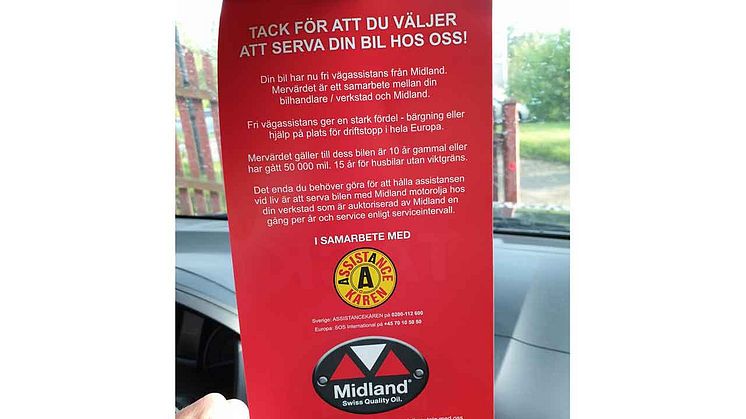 TACK FÖR ATT DU VÄLJER
ATT SERVA DIN BIL HOS OSS!
Din bil har nu fri vägassistans från Midland.
Mervärdet är ett samarbete mellan din
bilhandlare / verkstad och Midland.
Fri vägassistans ger en stark fördel - bärgning eller
hjälp på plats för driftstopp i hela Europa.
Mervärdet gäller till dess bilen är 10 år gammal eller
har gått 50 000 mil. 15 år för husbilar utan viktgräns.
Det enda du behöver göra för att hålla assistansen
vid liv är att serva bilen med Midland motorolja hos
din verkstad som är auktoriserad av Midland en
gång per år och service enligt serviceintervall.
I SAMARBETE MED
ASSISTANCE
A
KÅREN
Sverige: ASSISTANCEKÅREN på 0200-112 600
Europa: SOS International på +45 70 10 50 50
Midland®
Swiss Quality Oil.
med oss